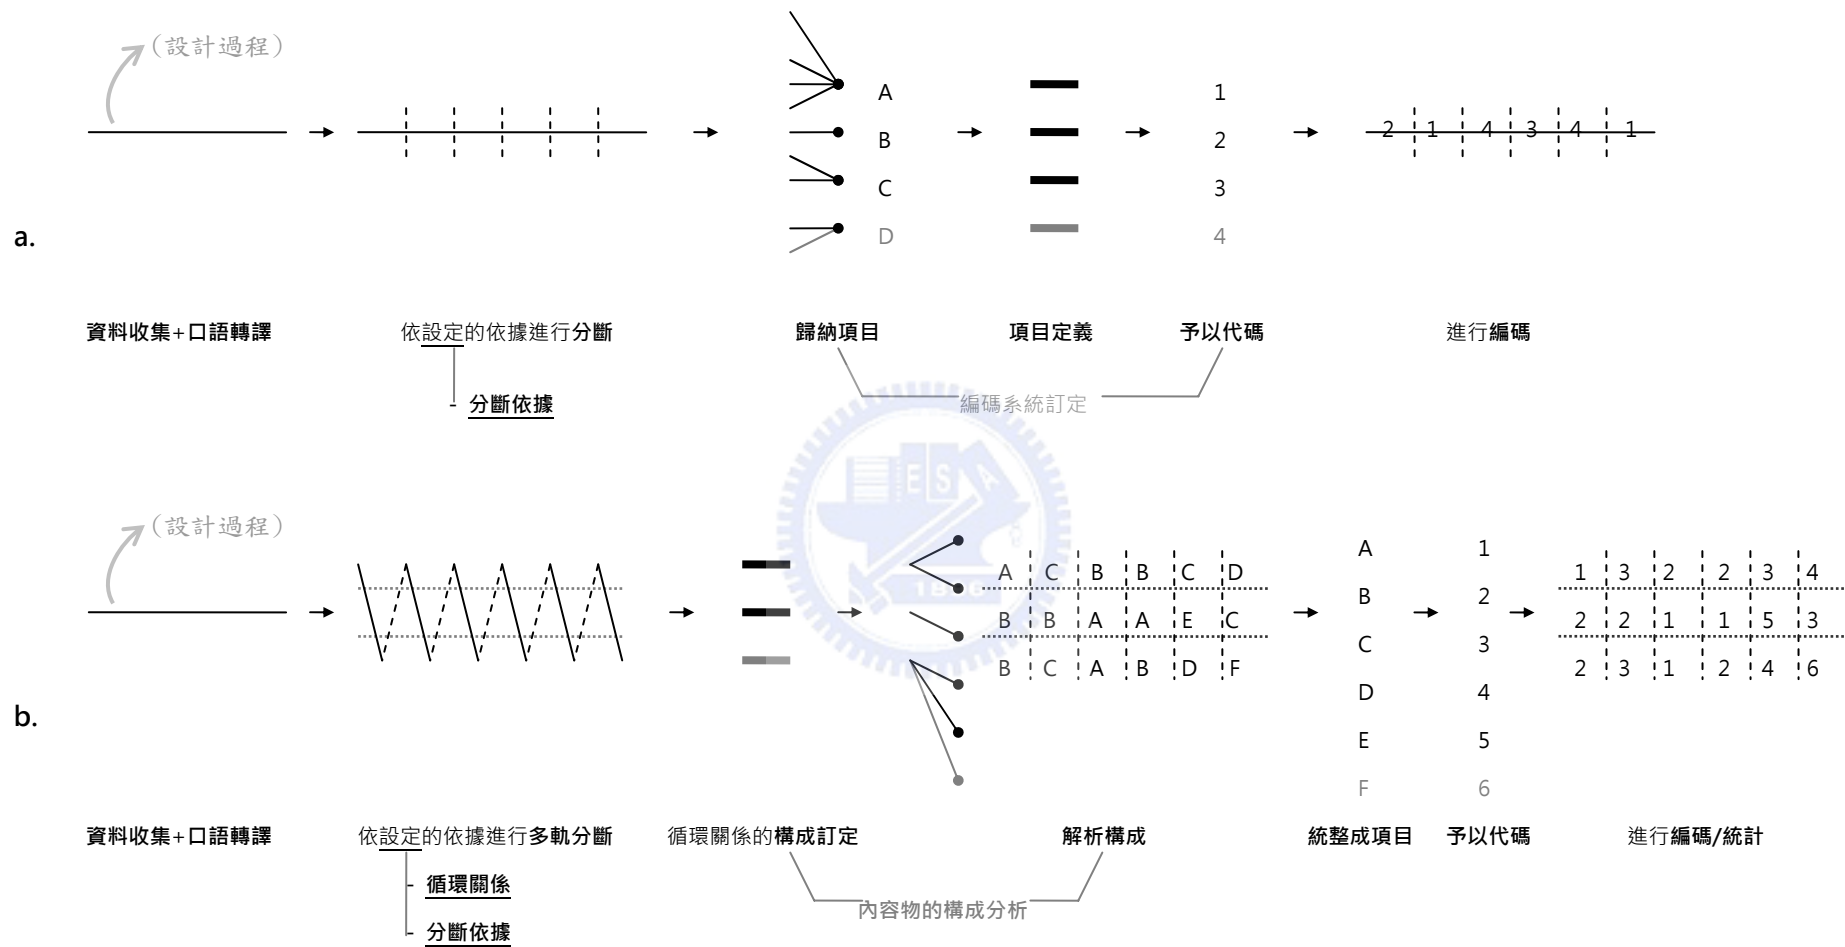 (設計過程)
A
B
C
D
1
2
3
4
2 1 4 3 4 1
a.
資料收集+口語轉譯
依設定的依據進行分斷
歸納項目
項目定義
予以代碼
進行編碼
- 分斷依據
編碼系統訂定
(設計過程)
E S A
1896
A C B B C D
B B A A E C
B C A B D F
A
B
C
D
E
F
1
2
3
4
5
6
1 3 2 2 3 4
2 2 1 1 5 3
2 3 1 2 4 6
b.
資料收集+口語轉譯
依設定的依據進行多軌分斷
循環關係的構成訂定
解析構成
統整成項目
予以代碼
進行編碼/統計
- 循環關係
- 分斷依據
內容物的構成分析